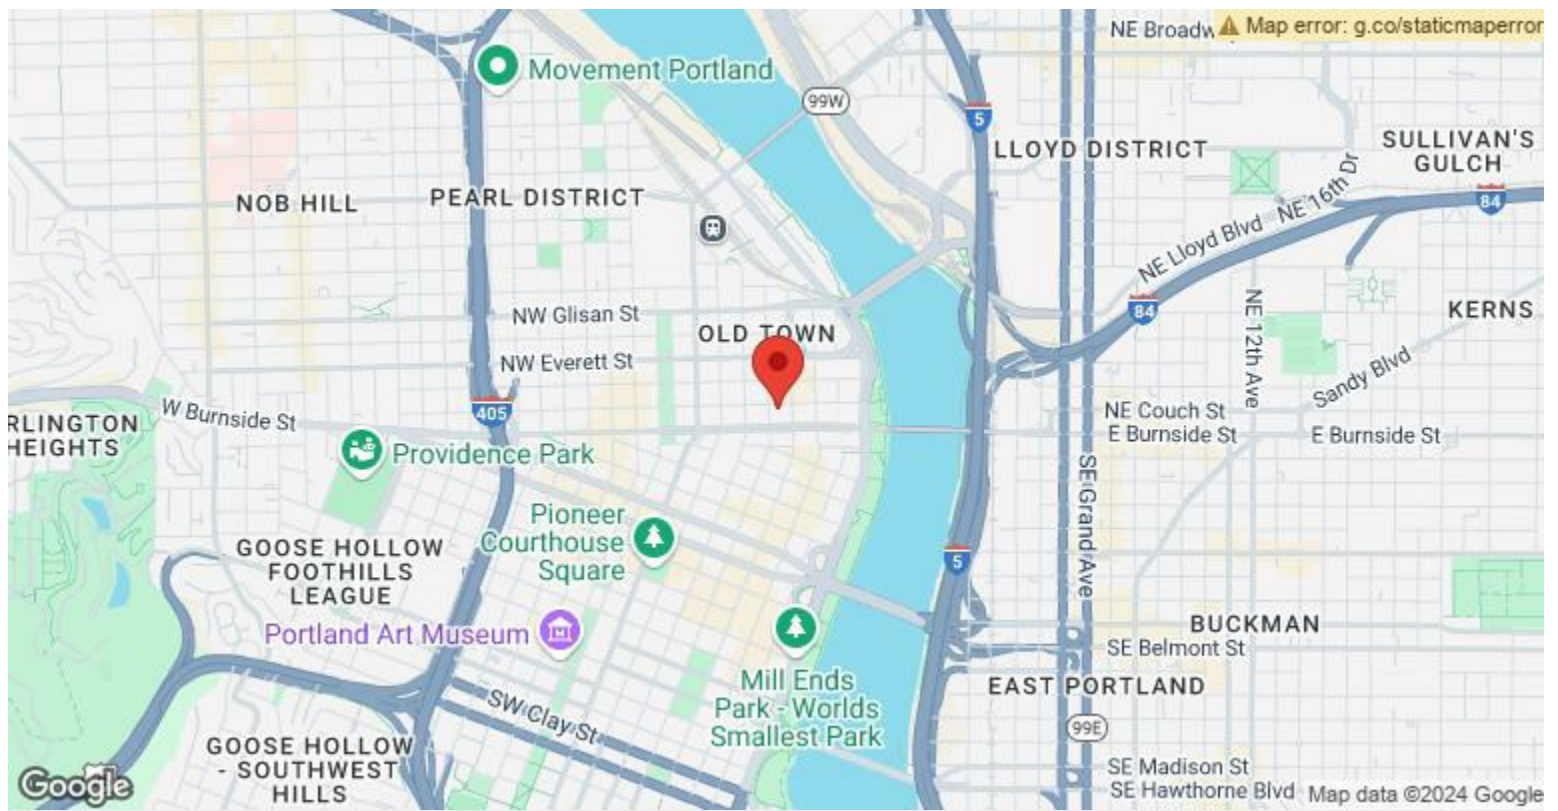 NE Broadw
Map error: g.co/staticmaperror
Movement Portland
99W
5
LLOYD DISTRICT
SULLIVAN'S
GULCH
NE 16th Dr
84
NOB HILL
PEARL DISTRICT
NE Lloyd Blvd
84
NW Glisan St
OLD TOWN
NE 12th Ave
KERNS
NW Everett St
Sandy Blvd
W Burnside St
405
NE Couch St
RLINGTON
HEIGHTS
E Burnside St
E Burnside St
Providence Park
SE Grand Ave
Pioneer
Courthouse
Square
GOOSE HOLLOW
FOOTHILLS
LEAGUE
5
Portland Art Museum
BUCKMAN
SE Belmont St
Mill Ends
Park - Worlds
Smallest Park
EAST PORTLAND
SW Clay St
99E
GOOSE HOLLOW
- SOUTHWEST
HILLS
SE Madison St
SE Hawthorne Blvd
Google
Map data ©2024 Google